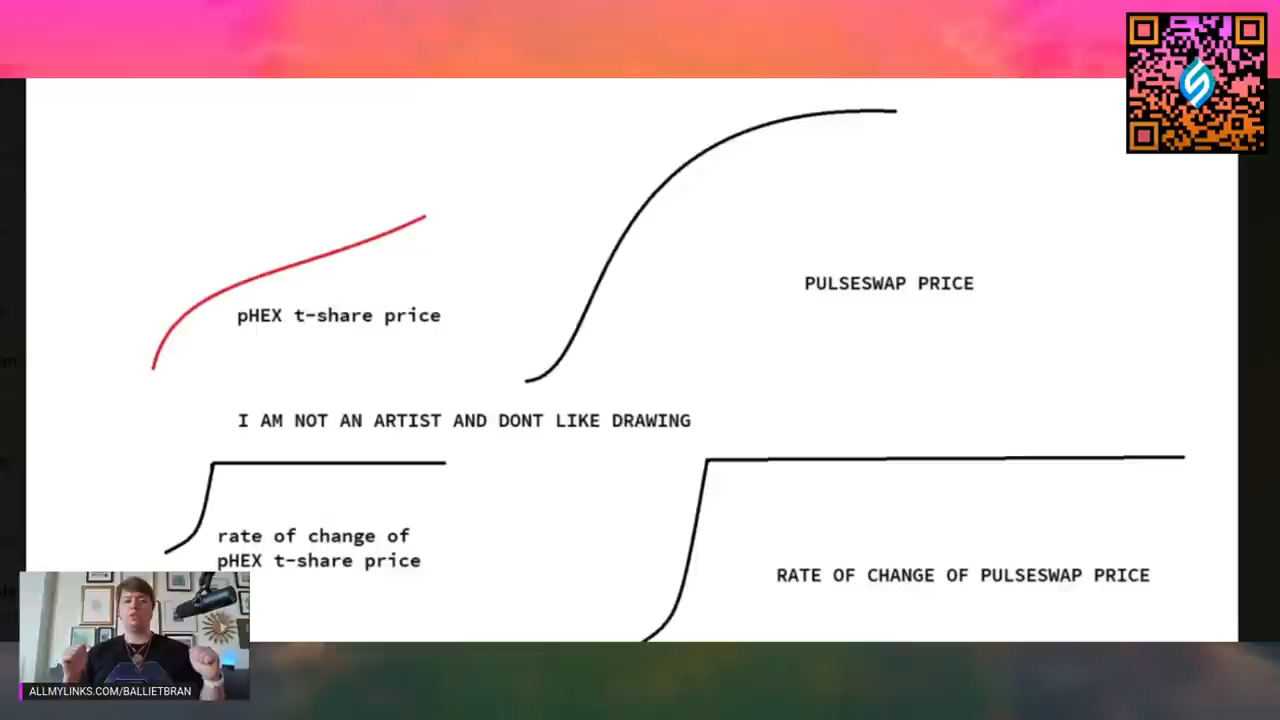 pHEX t-share price
PULSESWAP PRICE
I AM NOT AN ARTIST AND DONT LIKE DRAWING
rate of change of
pHEX t-share price
RATE OF CHANGE OF PULSESWAP PRICE
ALLMYLINKS.COM/BALLIETBRAN